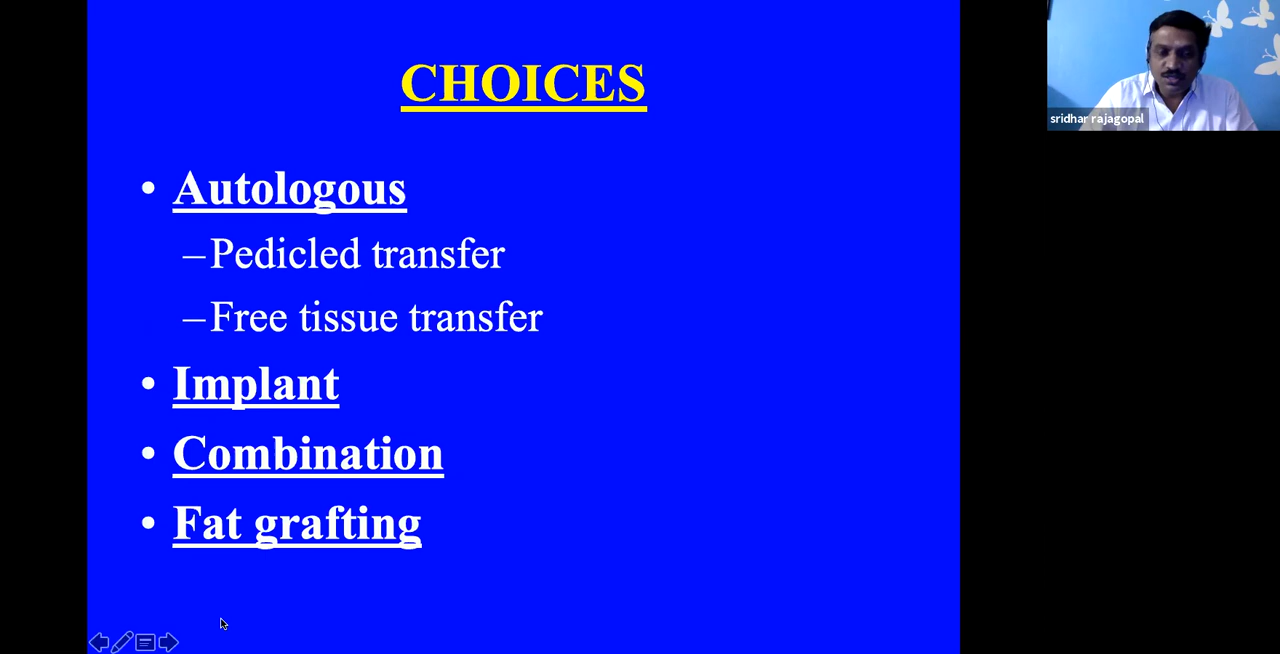 CHOICES
• Autologous
–Pedicled transfer
–Free tissue transfer
• Implant
• Combination
• Fat grafting
sridhar rajagopal